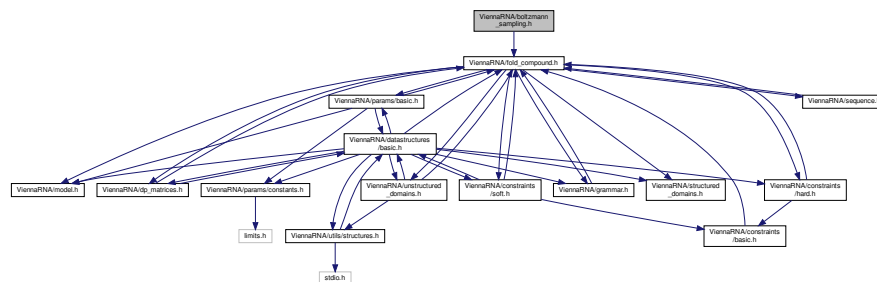 ViennaRNA/boltzmann
_sampling.h
ViennaRNA/fold_compound.h
ViennaRNA/params/basic.h
ViennaRNA/sequence.h
ViennaRNA/datastructures
/basic.h
ViennaRNA/model.h
ViennaRNA/dp_matrices.h
ViennaRNA/params/constants.h
ViennaRNA/unstructured
_domains.h
ViennaRNA/constraints
/soft.h
ViennaRNA/grammar.h
ViennaRNA/structured
_domains.h
ViennaRNA/constraints
/hard.h
limits.h
ViennaRNA/utils/structures.h
ViennaRNA/constraints
/basic.h
stdio.h